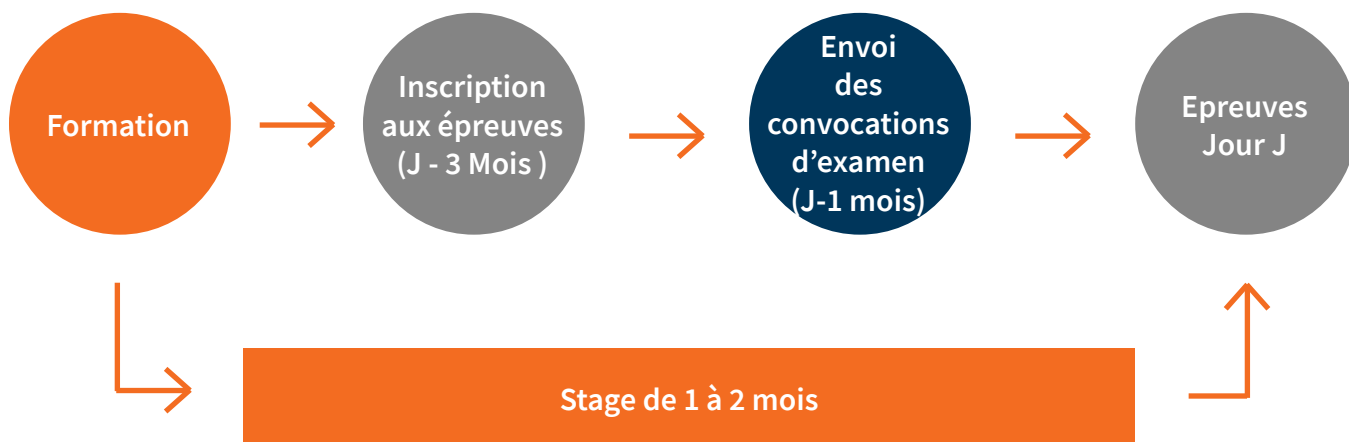 Formation
Inscription
aux épreuves
(J - 3 Mois )
Envoi
des
convocations
d’examen
(J-1 mois)
Epreuves
Jour J
Stage de 1 à 2 mois